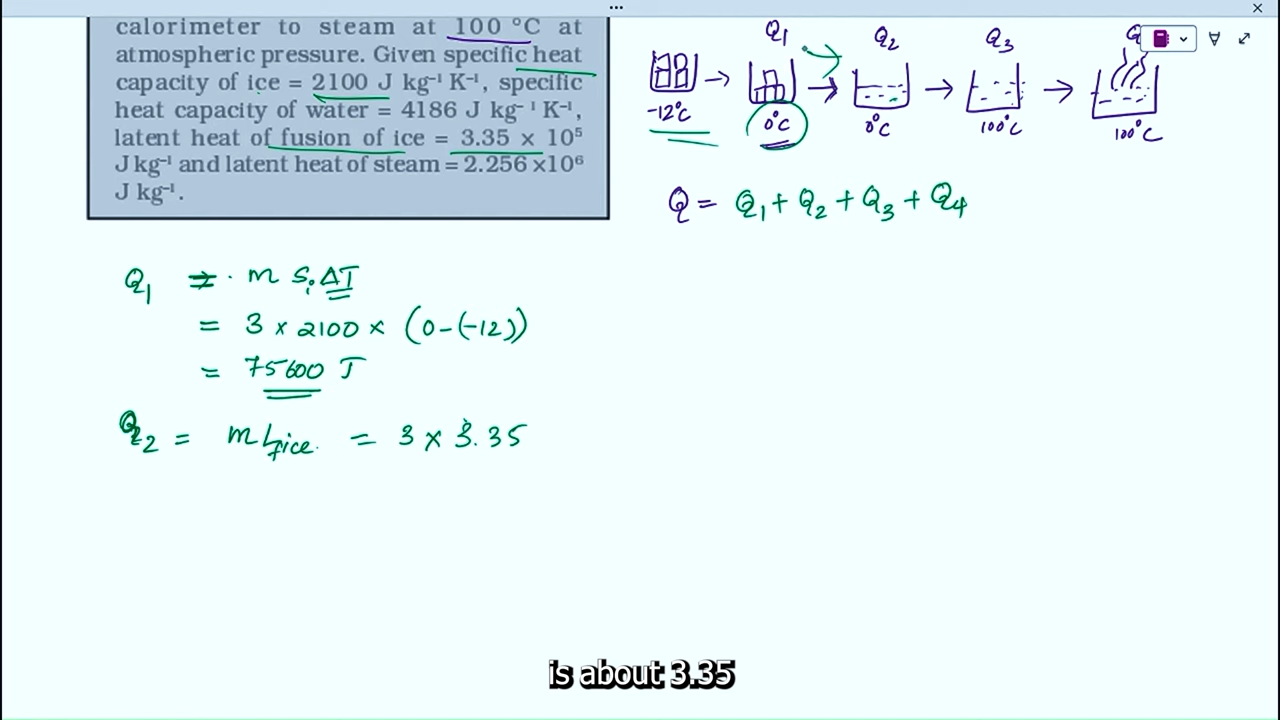 calorimeter to steam at 100 °C at
atmospheric pressure. Given specific heat
capacity of ice = 2100 J kg⁻¹ K⁻¹, specific
heat capacity of water = 4186 J kg⁻¹ K⁻¹,
latent heat of fusion of ice = 3.35 × 10⁵
J kg⁻¹ and latent heat of steam = 2.256 ×10⁶
J kg⁻¹.
Q₁ Q₂ Q₃ Q
-12°C 0°C 0°C 100°C 100°C
Q = Q₁ + Q₂ + Q₃ + Q₄
Q₁ = m Sᵢ ΔT
= 3 × 2100 × (0-(-12))
= 75600 J
Q₂ = m Lf ice = 3 × 3.35
is about 3.35